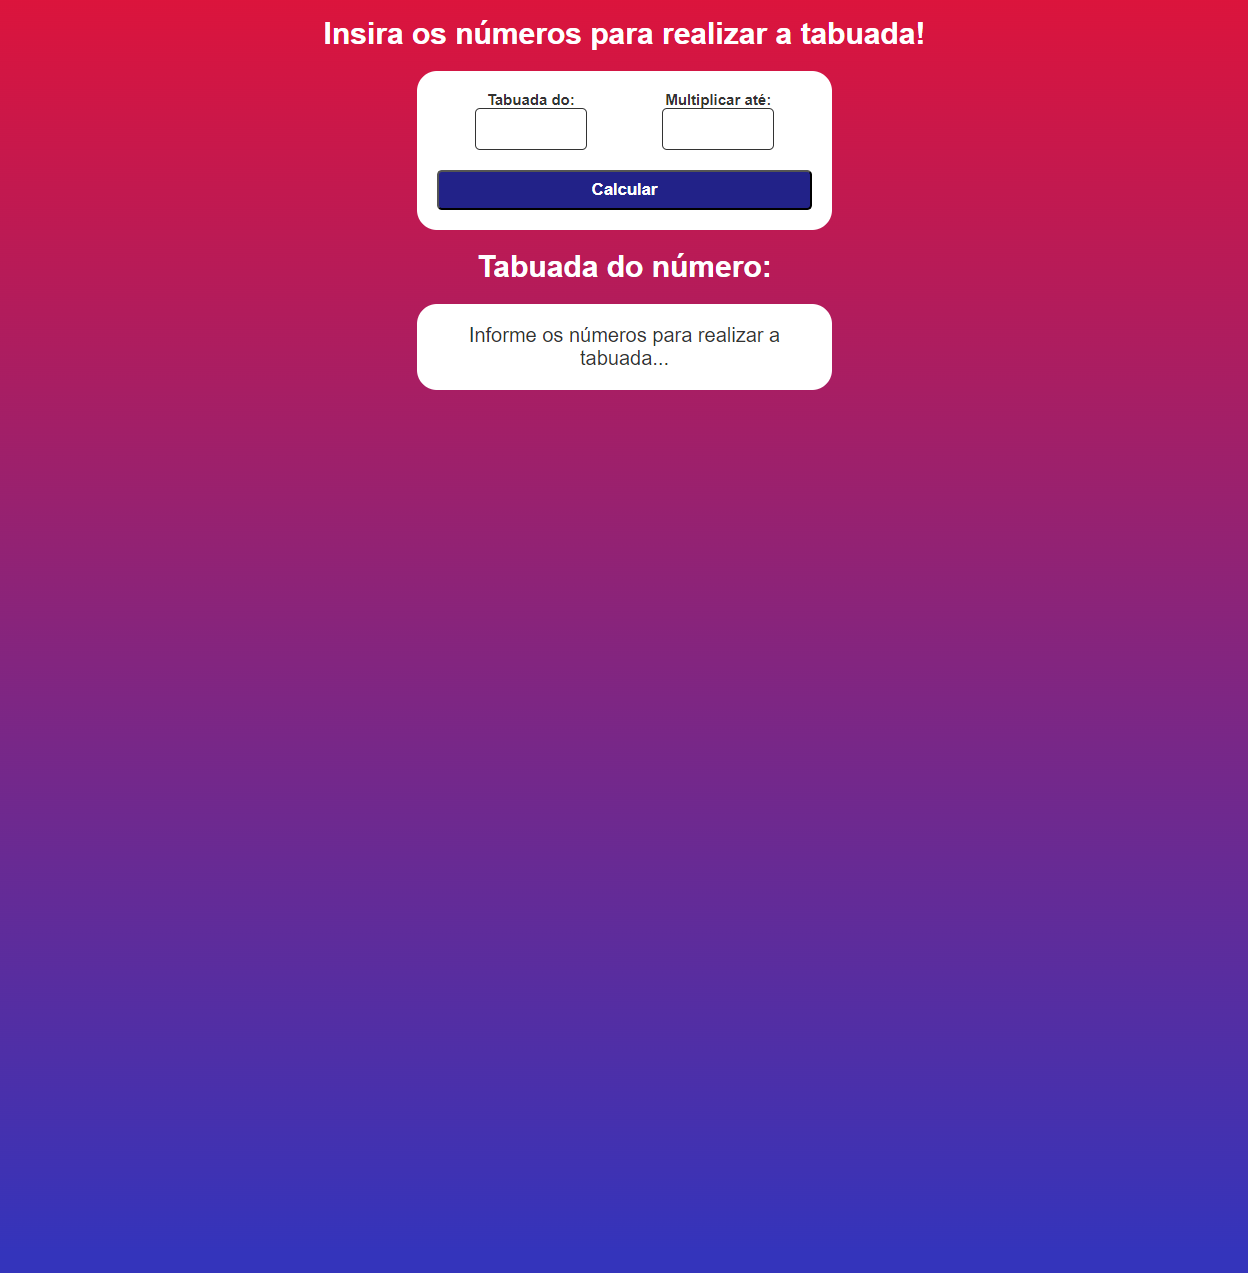 Insira os números para realizar a tabuada!
Tabuada do:
Multiplicar até:
Calcular
Tabuada do número:
Informe os números para realizar a
tabuada...